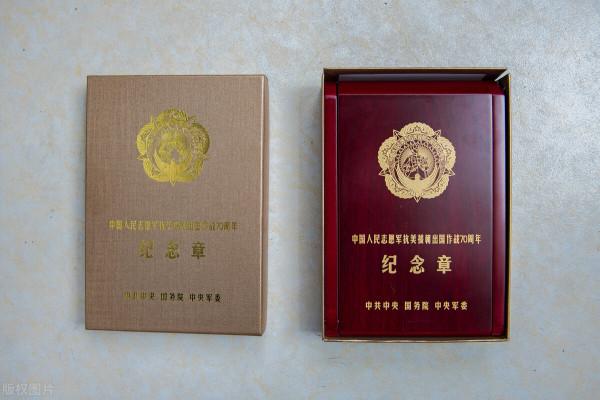 中国人民志愿军抗美援朝出国作战70周年
纪念章
中共中央 国务院 中央军委
中国人民志愿军抗美援朝出国作战70周年
纪念章
中共中央 国务院 中央军委
版权图片